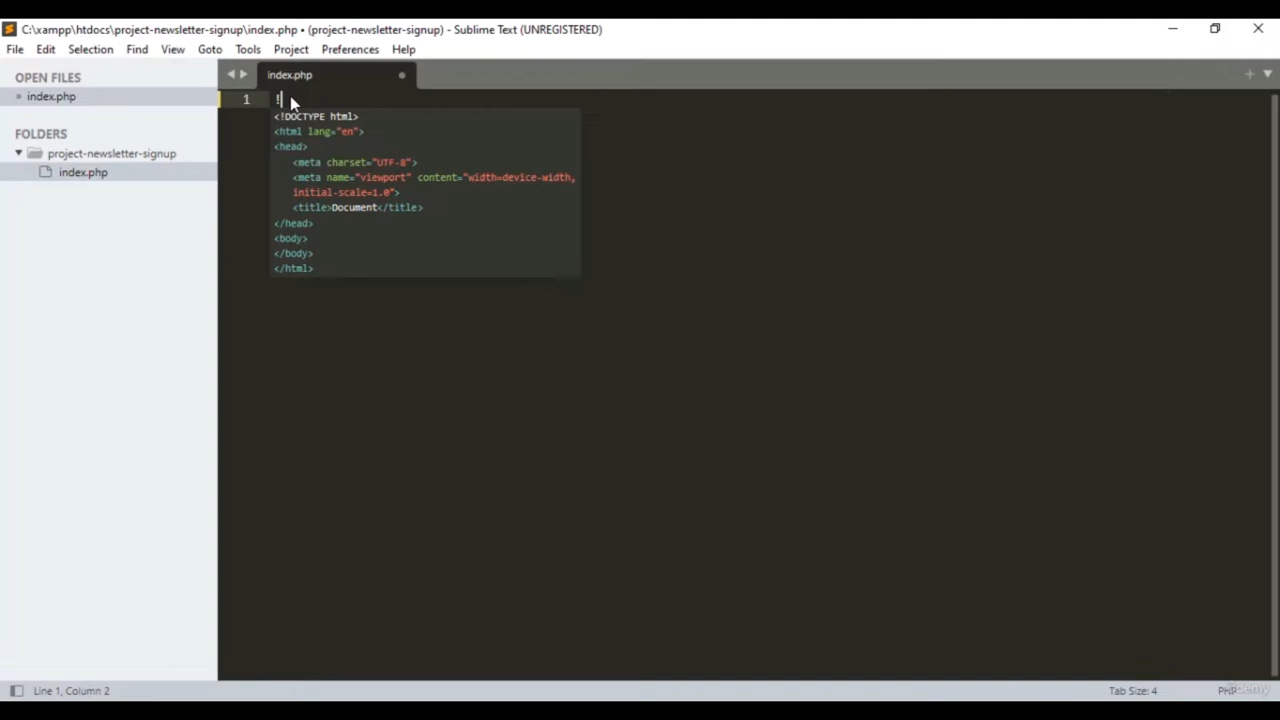 C:\xampp\htdocs\project-newsletter-signup\index.php • (project-newsletter-signup) - Sublime Text (UNREGISTERED)
File Edit Selection Find View Goto Tools Project Preferences Help
OPEN FILES
index.php
FOLDERS
project-newsletter-signup
index.php
index.php
1 !
<!DOCTYPE html>
<html lang="en">
<head>
<meta charset="UTF-8">
<meta name="viewport" content="width=device-width,
initial-scale=1.0">
<title>Document</title>
</head>
<body>
</body>
</html>
Line 1, Column 2
Tab Size: 4
PHP